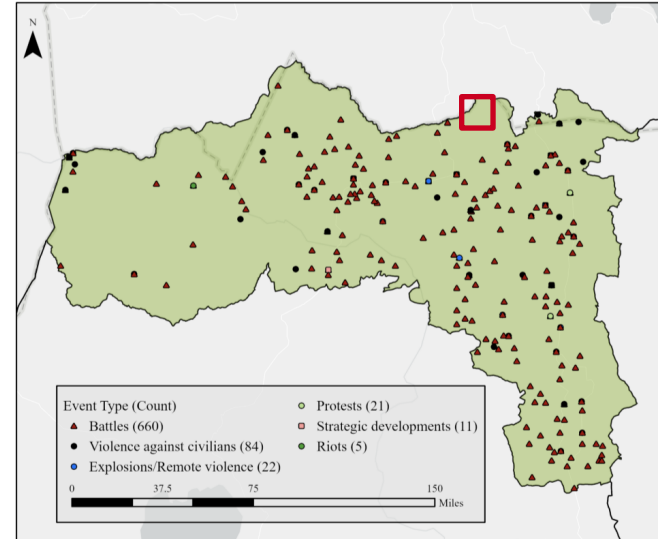 N
Event Type (Count)
Battles (660)
Violence against civilians (84)
Explosions/Remote violence (22)
Protests (21)
Strategic developments (11)
Riots (5)
0 37.5 75 150
Miles